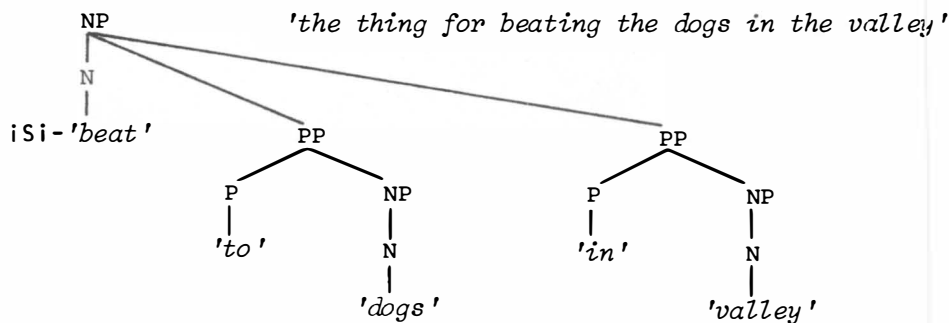 NP 'the thing for beating the dogs in the valley'
N
iSi-'beat' PP PP
P NP P NP
'to' N 'in' N
'dogs' 'valley'